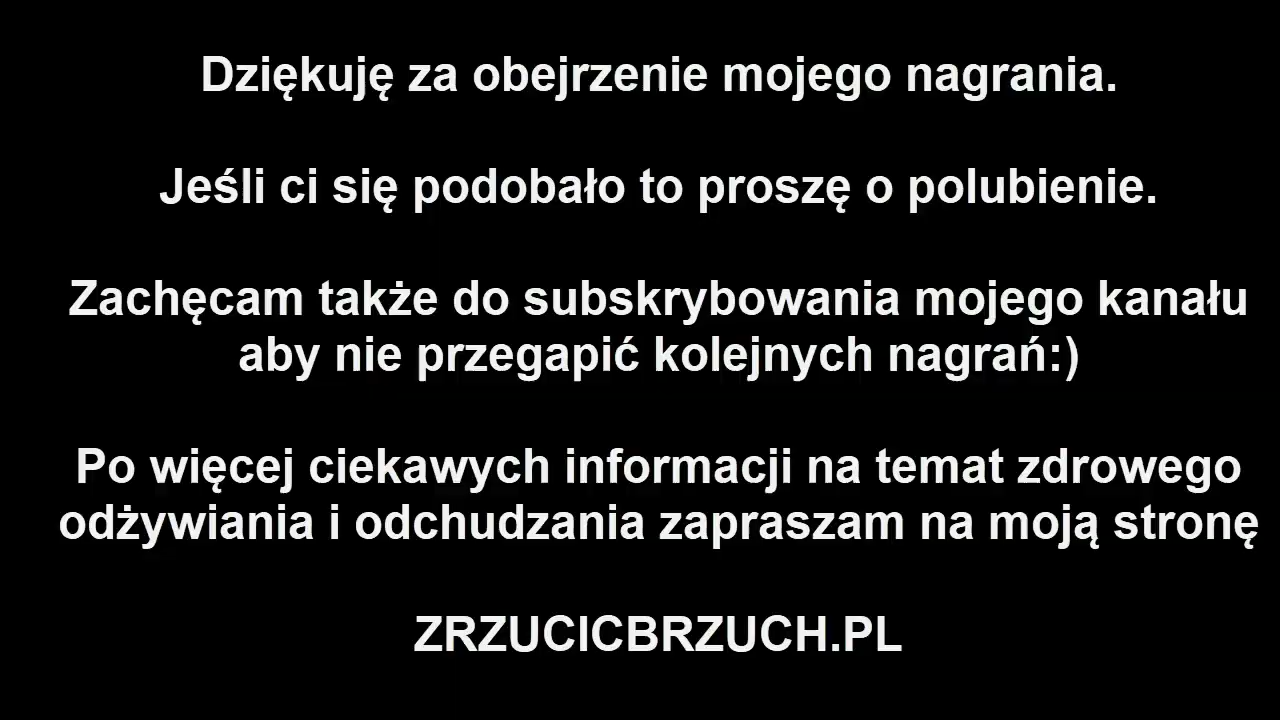 Dziękuję za obejrzenie mojego nagrania.
Jeśli ci się podobało to proszę o polubienie.
Zachęcam także do subskrybowania mojego kanału
aby nie przegapić kolejnych nagrań:)
Po więcej ciekawych informacji na temat zdrowego
odżywiania i odchudzania zapraszam na moją stronę
ZRZUCICBRZUCH.PL